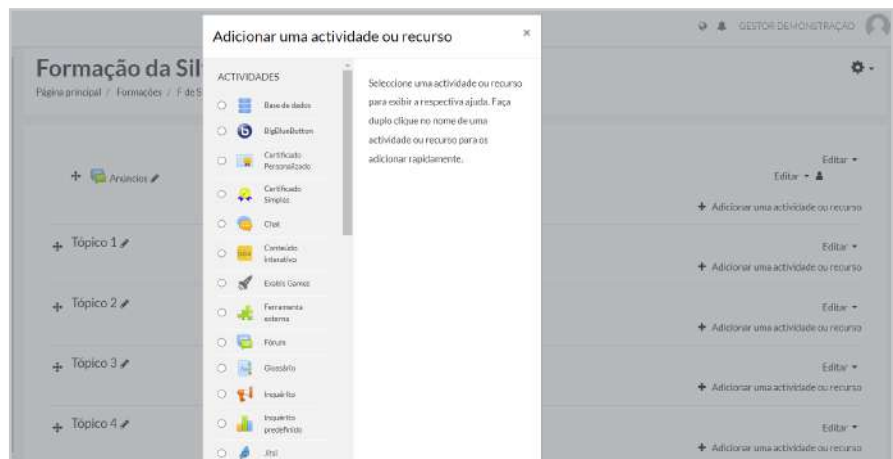 GESTOR DEMONSTRAÇÃO
Adicionar uma actividade ou recurso
×
Formação da Sil
Página principal / Formações / F de S
ACTIVIDADES
Base de dados
BigBlueButton
Certificado
Personalizado
Certificado
Simples
Chat
Conteúdo
Interativo
Exelearning
Games
Ferramenta
externa
Fórum
Glossário
Inquérito
Inquérito
predefinido
Jitsi
Seleccione uma actividade ou recurso
para exibir a respectiva ajuda. Faça
duplo clique no nome de uma
actividade ou recurso para os
adicionar rapidamente.
Anúncios
Editar
Editar
Adicionar uma actividade ou recurso
Tópico 1
Editar
Adicionar uma actividade ou recurso
Tópico 2
Editar
Adicionar uma actividade ou recurso
Tópico 3
Editar
Adicionar uma actividade ou recurso
Tópico 4
Editar
Adicionar uma actividade ou recurso